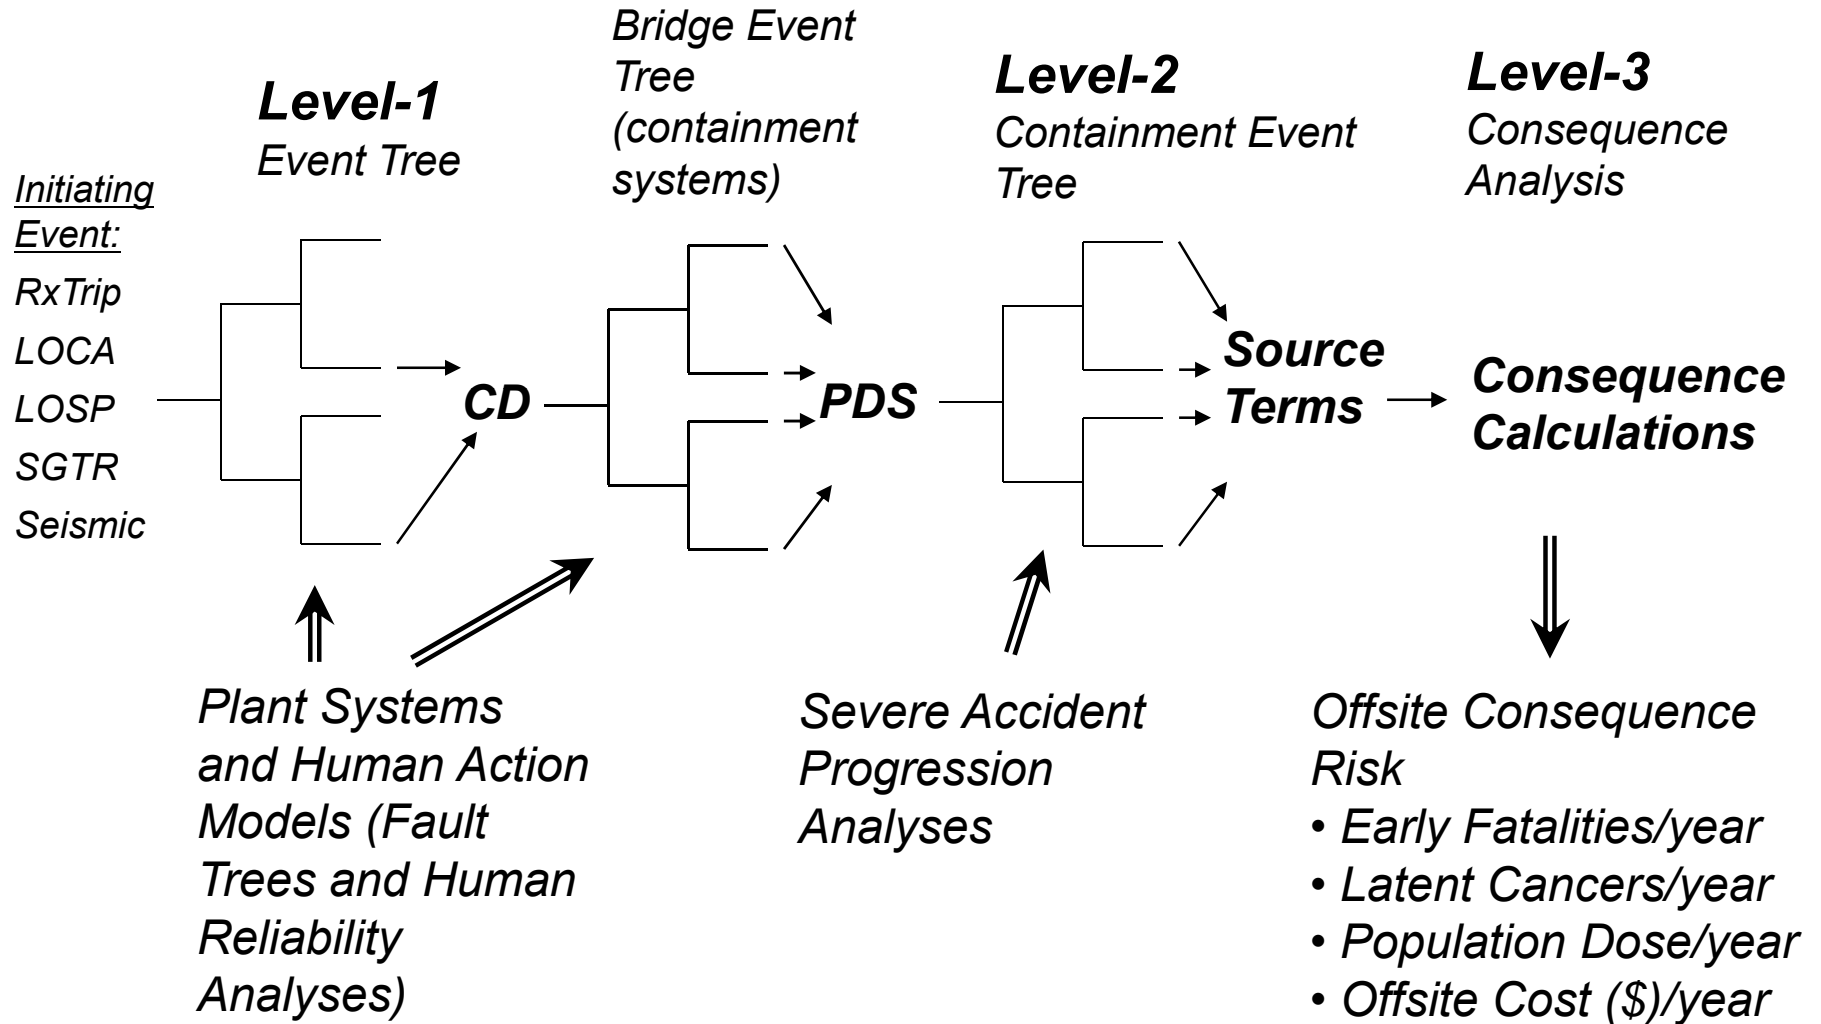 Level-1
Event Tree
Bridge Event
Tree
(containment
systems)
Level-2
Containment Event
Tree
Level-3
Consequence
Analysis
Initiating
Event:
RxTrip
LOCA
LOSP
SGTR
Seismic
CD
PDS
Source
Terms
Consequence
Calculations
Plant Systems
and Human Action
Models (Fault
Trees and Human
Reliability
Analyses)
Severe Accident
Progression
Analyses
Offsite Consequence
Risk
• Early Fatalities/year
• Latent Cancers/year
• Population Dose/year
• Offsite Cost ($)/year